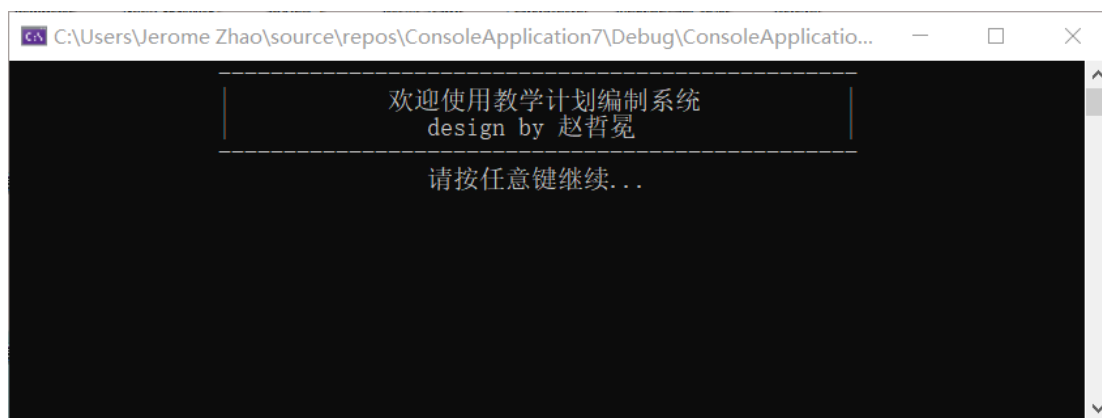 C:\Users\Jerome Zhao\source\repos\ConsoleApplication7\Debug\ConsoleApplicatio...
欢迎使用教学计划编制系统
design by 赵哲冕
请按任意键继续...